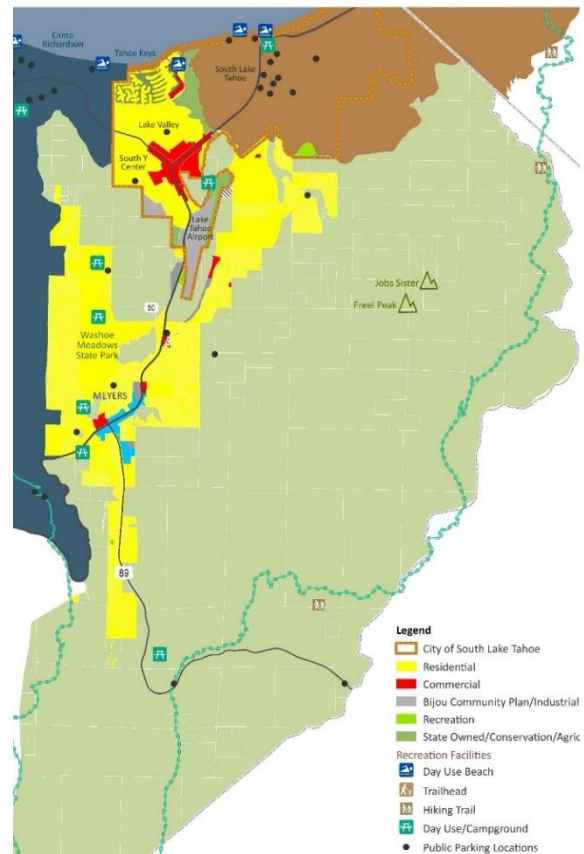 Camp
Richardson
Tahoe Keys
South Lake
Tahoe
Lake Valley
South Y
Center
Lake
Tahoe
Airport
50
Jobs Sister
Freel Peak
Washoe
Meadows
State Park
MEYERS
89
Legend
City of South Lake Tahoe
Residential
Commercial
Bijou Community Plan/Industrial
Recreation
State Owned/Conservation/Agric
Recreation Facilities
Day Use Beach
Trailhead
Hiking Trail
Day Use/Campground
Public Parking Locations